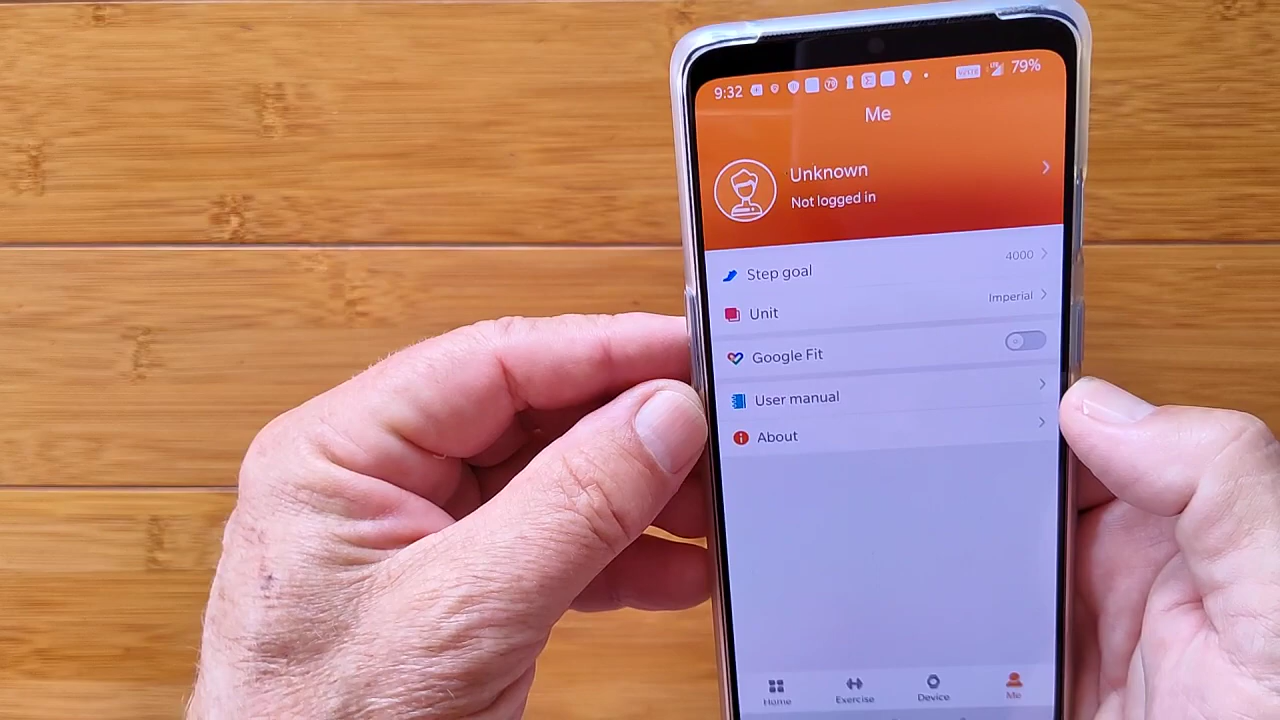 9:32 79%
Me
Unknown
Not logged in
Step goal 4000
Unit Imperial
Google Fit
User manual
About
Home Exercise Device Me